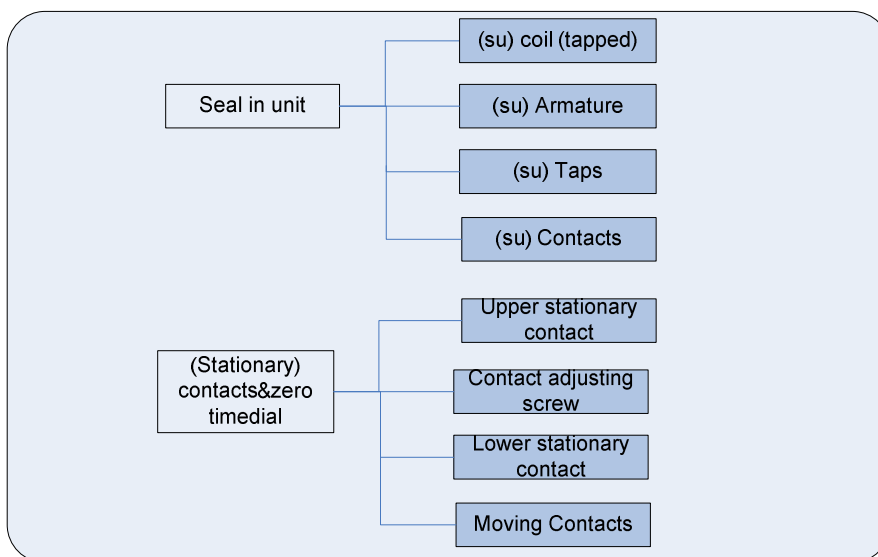 (su) coil (tapped)
Seal in unit
(su) Armature
(su) Taps
(su) Contacts
Upper stationary
contact
(Stationary)
contacts&zero
timedial
Contact adjusting
screw
Lower stationary
contact
Moving Contacts